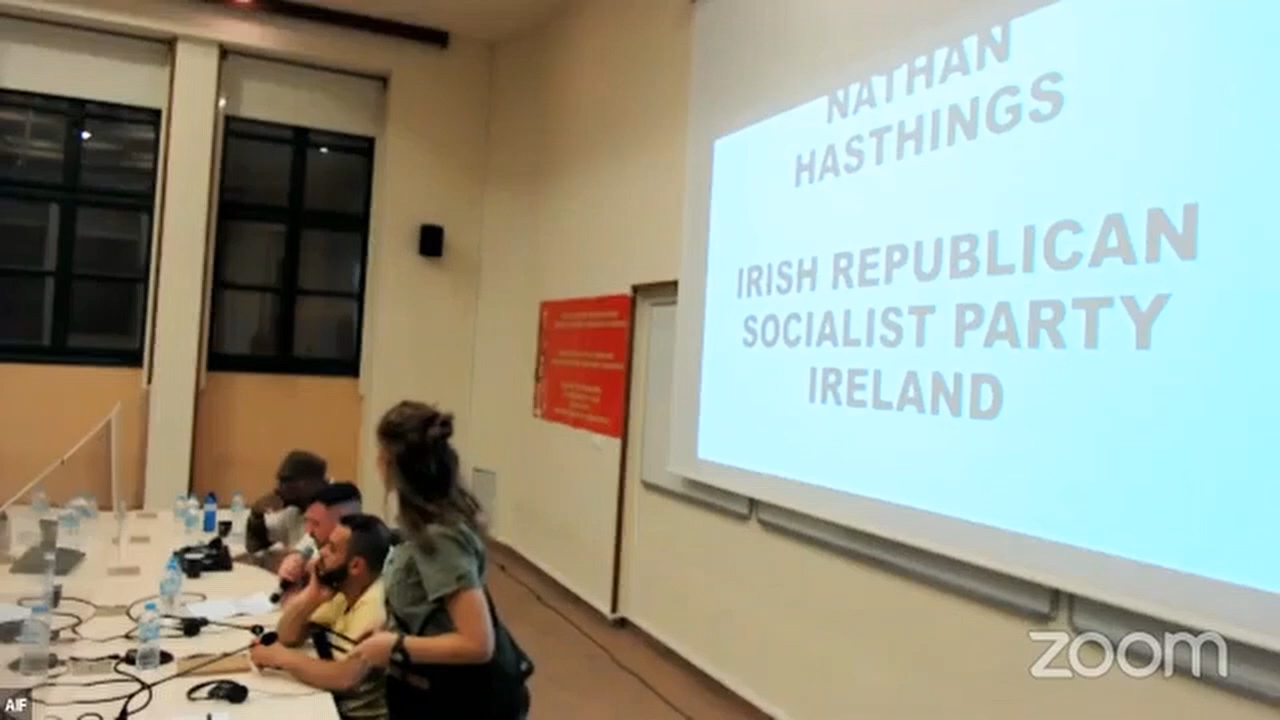 NATHAN
HASTHINGS
IRISH REPUBLICAN
SOCIALIST PARTY
IRELAND
zoom
AIF